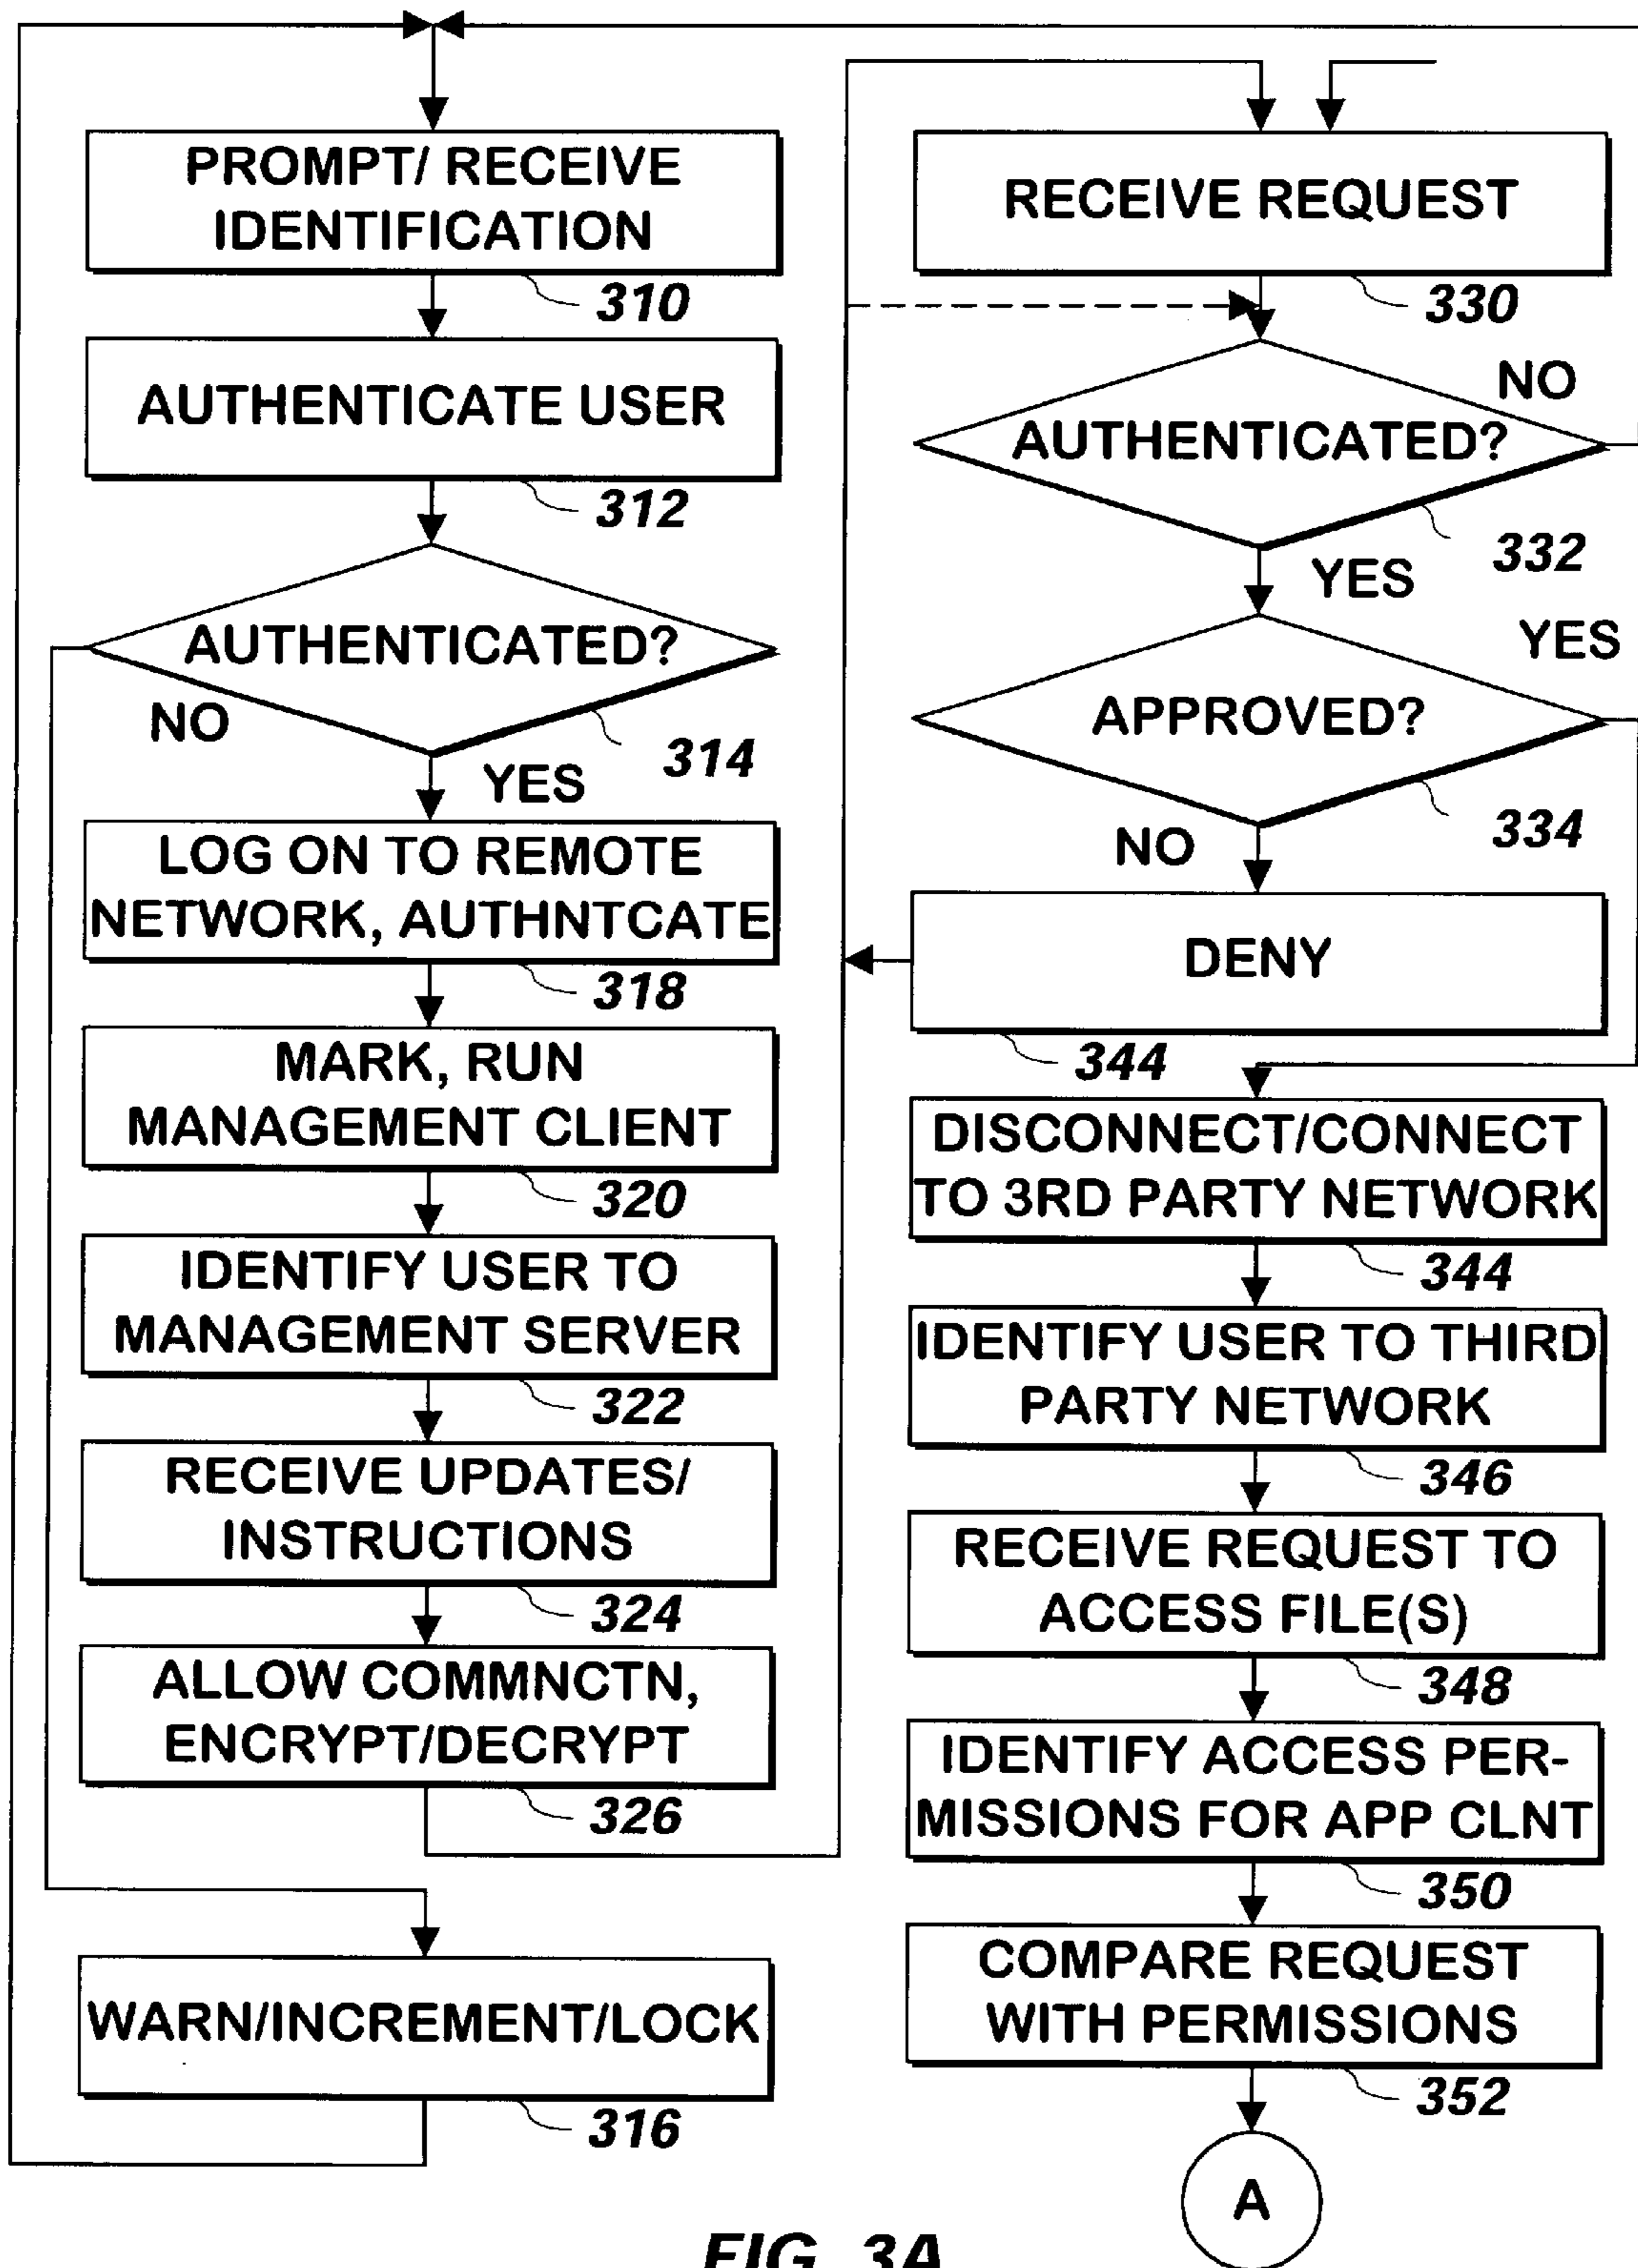 PROMPT/ RECEIVE
IDENTIFICATION
310
AUTHENTICATE USER
312
AUTHENTICATED?
NO
314
YES
LOG ON TO REMOTE
NETWORK, AUTHNTCATE
318
MARK, RUN
MANAGEMENT CLIENT
320
IDENTIFY USER TO
MANAGEMENT SERVER
322
RECEIVE UPDATES/
INSTRUCTIONS
324
ALLOW COMMNCTN,
ENCRYPT/DECRYPT
326
WARN/INCREMENT/LOCK
316
RECEIVE REQUEST
330
NO
AUTHENTICATED?
332
YES
YES
APPROVED?
334
NO
DENY
344
DISCONNECT/CONNECT
TO 3RD PARTY NETWORK
344
IDENTIFY USER TO THIRD
PARTY NETWORK
346
RECEIVE REQUEST TO
ACCESS FILE(S)
348
IDENTIFY ACCESS PER-
MISSIONS FOR APP CLNT
350
COMPARE REQUEST
WITH PERMISSIONS
352
A
FIG. 3A